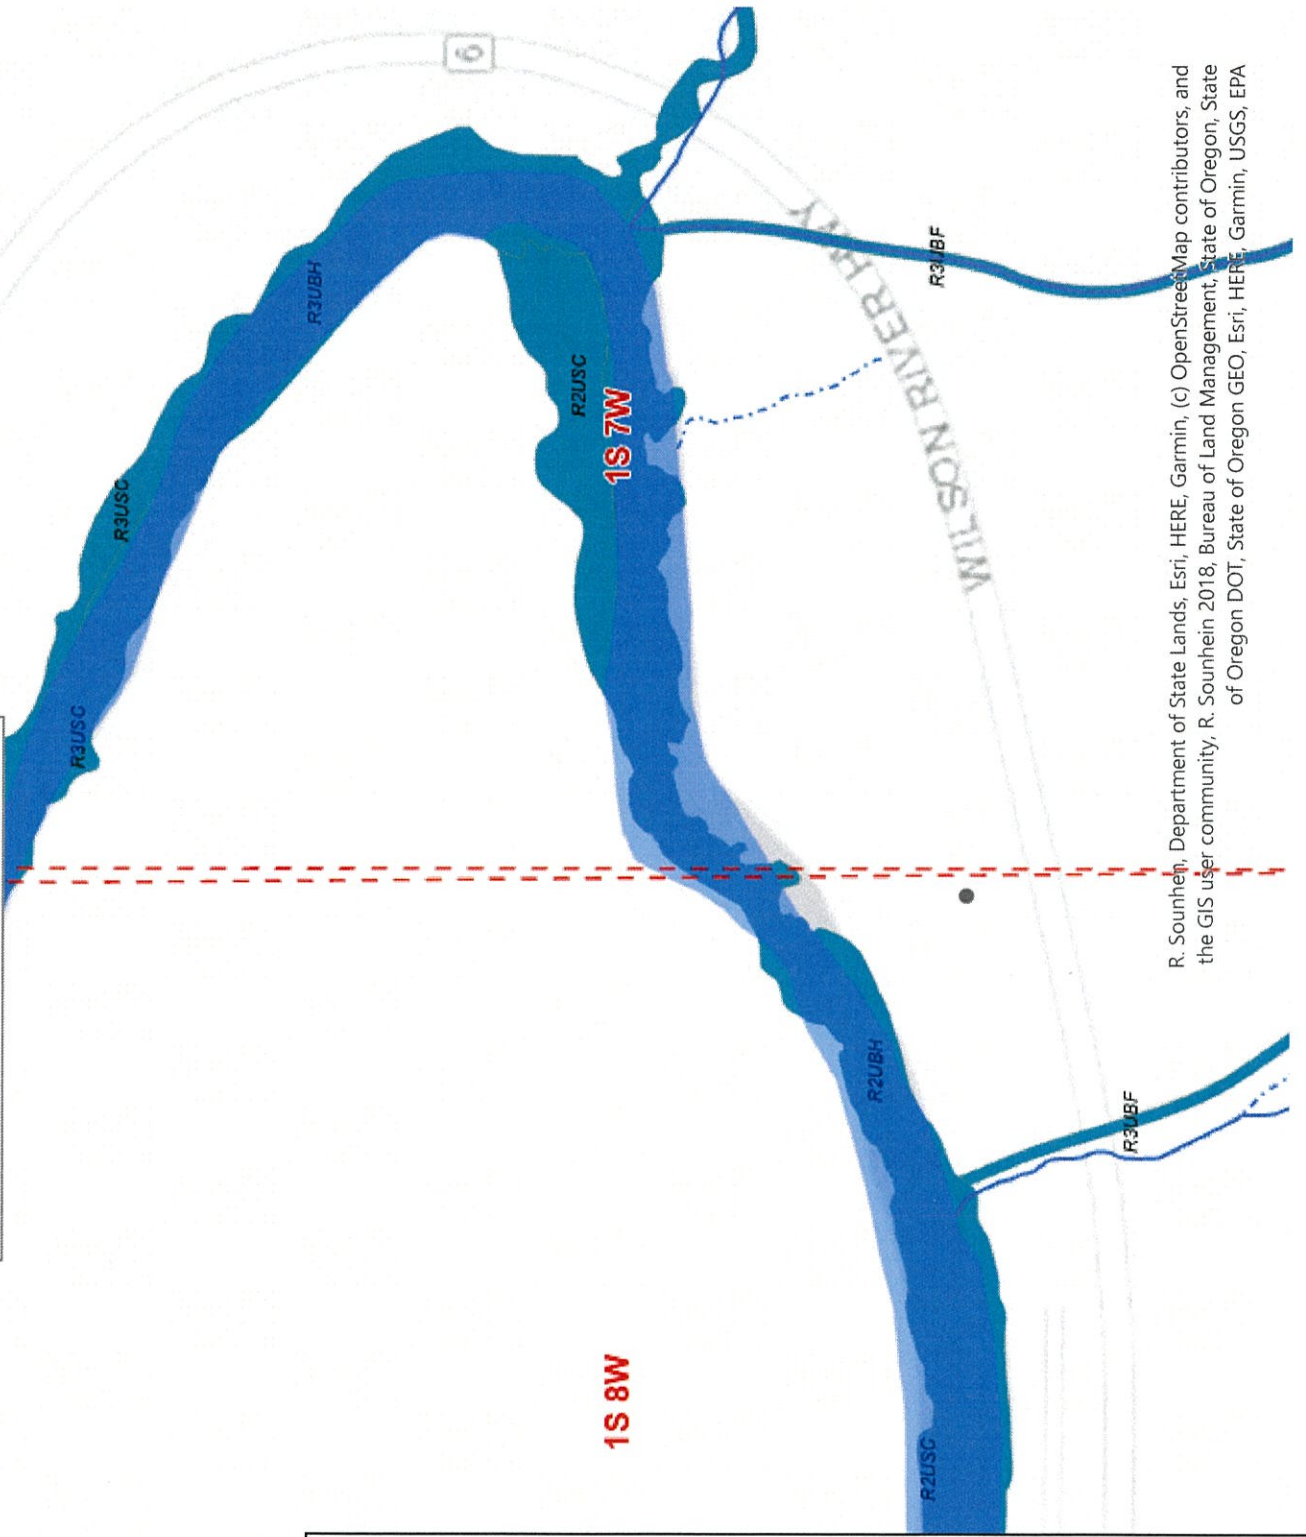 6
R3USC
R3USC
R3UBH
R2USC
1S 7W
R3UBF
WILSON RIVER HWY
R2UBH
R3UBF
1S 8W
R2USC
R. Sounhen, Department of State Lands, Esri, HERE, Garmin, (c) OpenStreetMap contributors, and
the GIS user community, R. Sounhein 2018, Bureau of Land Management, State of Oregon, State
of Oregon DOT, State of Oregon GEO, Esri, HERE, Garmin, USGS, EPA